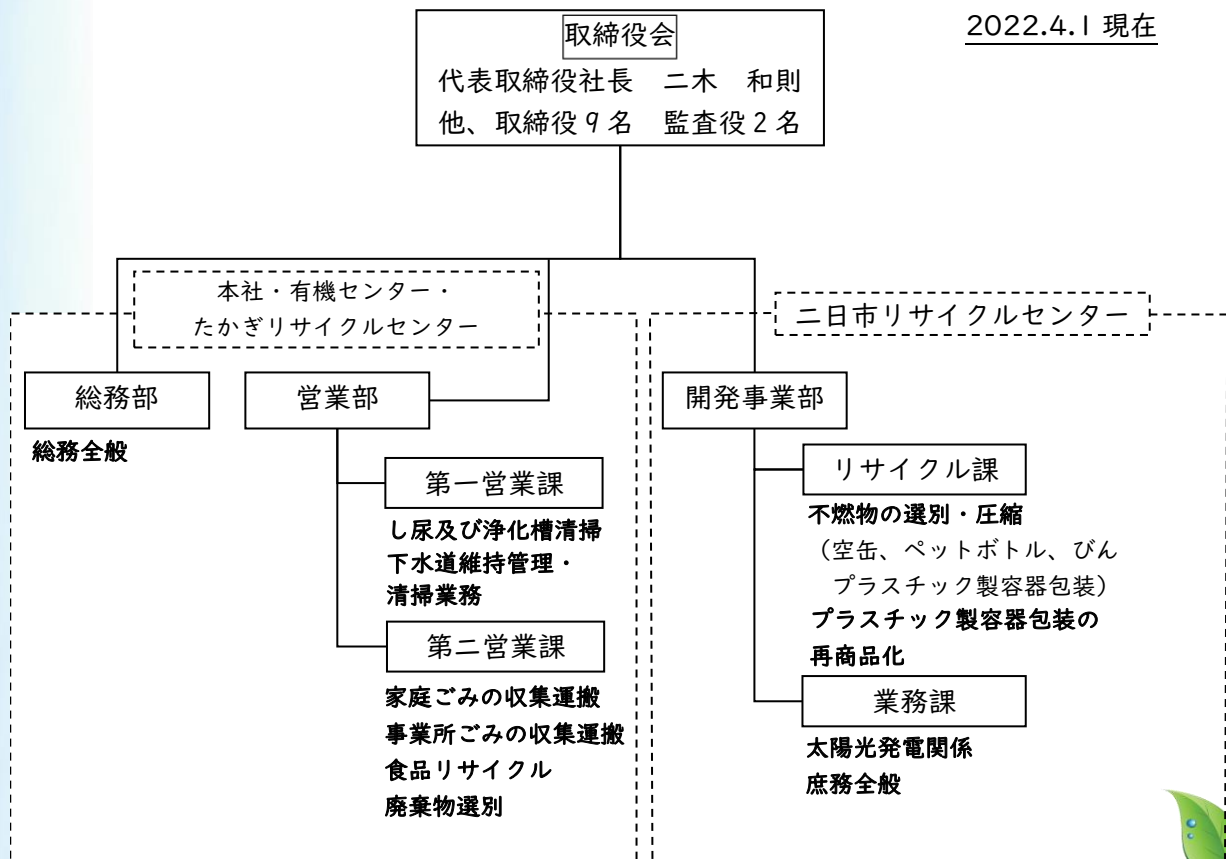 2022.4.1 現在
取締役会
代表取締役社長　二木　和則
他、取締役９名　監査役２名
本社・有機センター・
たかぎリサイクルセンター
二日市リサイクルセンター
総務部
総務全般
営業部
第一営業課
し尿及び浄化槽清掃
下水道維持管理・
清掃業務
第二営業課
家庭ごみの収集運搬
事業所ごみの収集運搬
食品リサイクル
廃棄物選別
開発事業部
リサイクル課
不燃物の選別・圧縮
（空缶、ペットボトル、びん
プラスチック製容器包装）
プラスチック製容器包装の
再商品化
業務課
太陽光発電関係
庶務全般